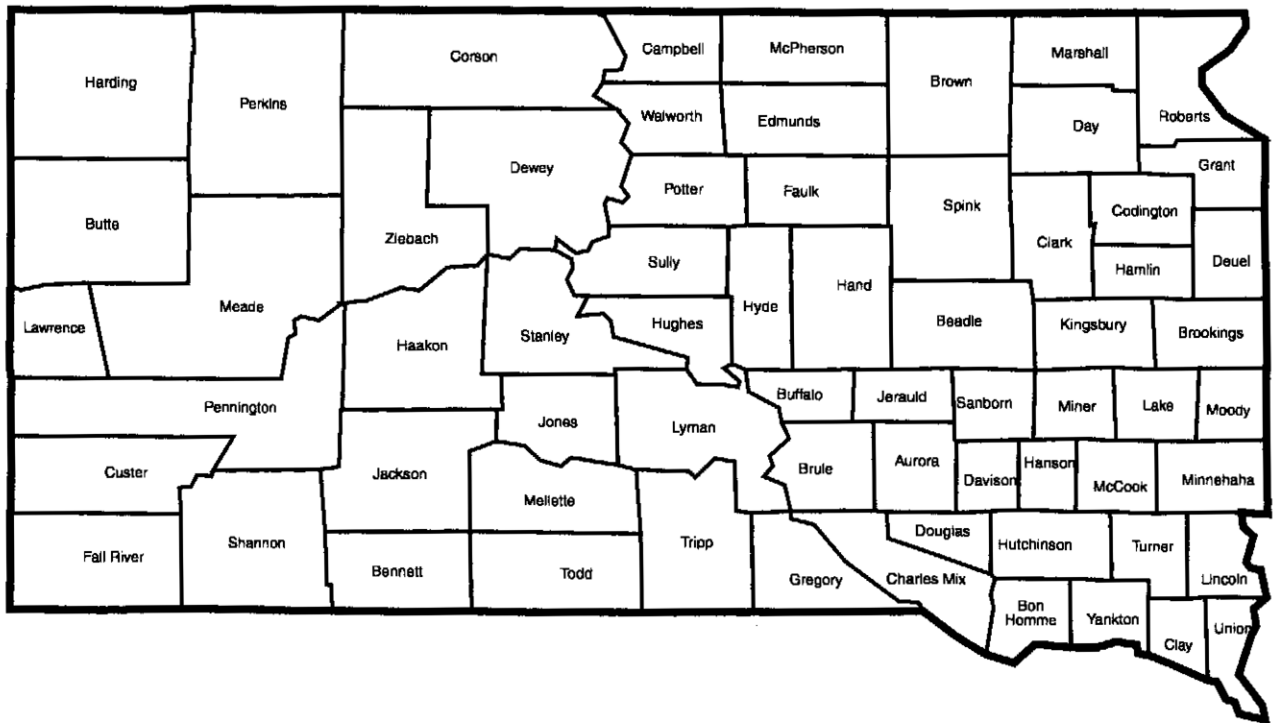 Harding
Perkins
Corson
Campbell
McPherson
Brown
Marshall
Roberts
Walworth
Edmunds
Day
Grant
Butte
Ziebach
Dewey
Potter
Faulk
Spink
Clark
Codington
Hamlin
Deuel
Lawrence
Meade
Haakon
Stanley
Sully
Hughes
Hyde
Hand
Beadle
Kingsbury
Brookings
Pennington
Jackson
Jones
Lyman
Buffalo
Jerauld
Sanborn
Miner
Lake
Moody
Custer
Mellette
Brule
Aurora
Davison
Hanson
McCook
Minnehaha
Fall River
Shannon
Bennett
Todd
Tripp
Gregory
Charles Mix
Douglas
Hutchinson
Turner
Lincoln
Bon
Homme
Yankton
Clay
Union